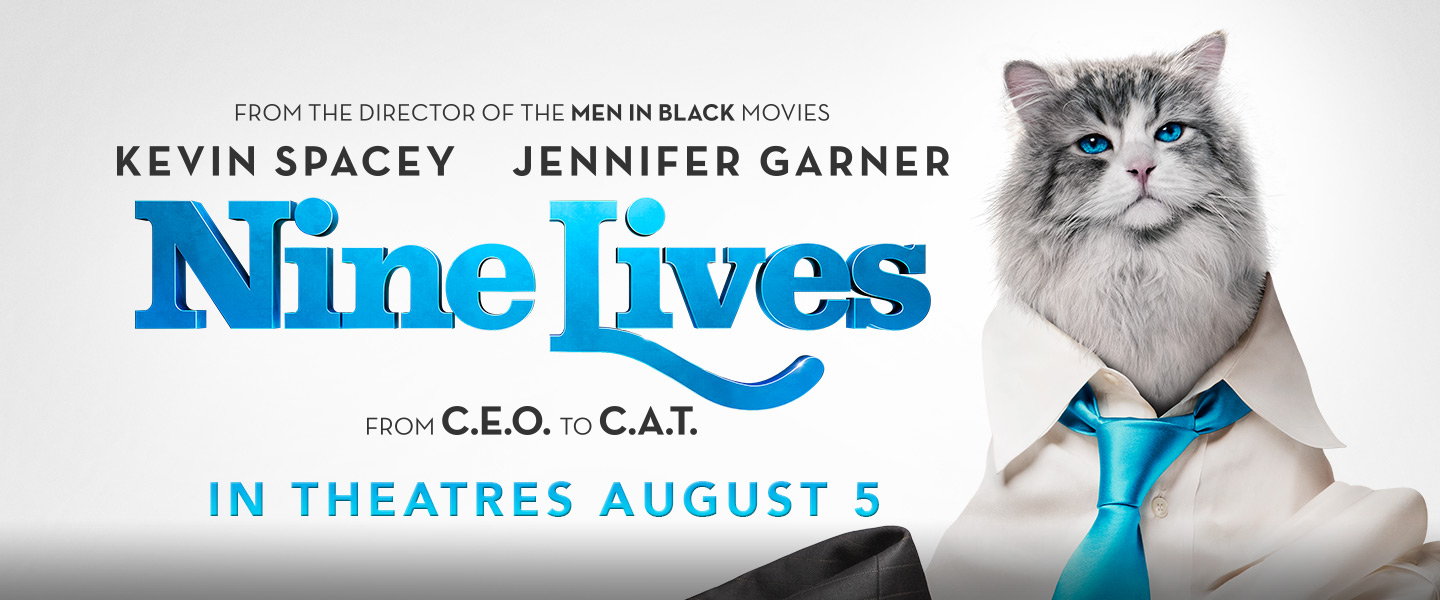 FROM THE DIRECTOR OF THE MEN IN BLACK MOVIES
KEVIN SPACEY JENNIFER GARNER
Nine Lives
FROM C.E.O. TO C.A.T.
IN THEATRES AUGUST 5